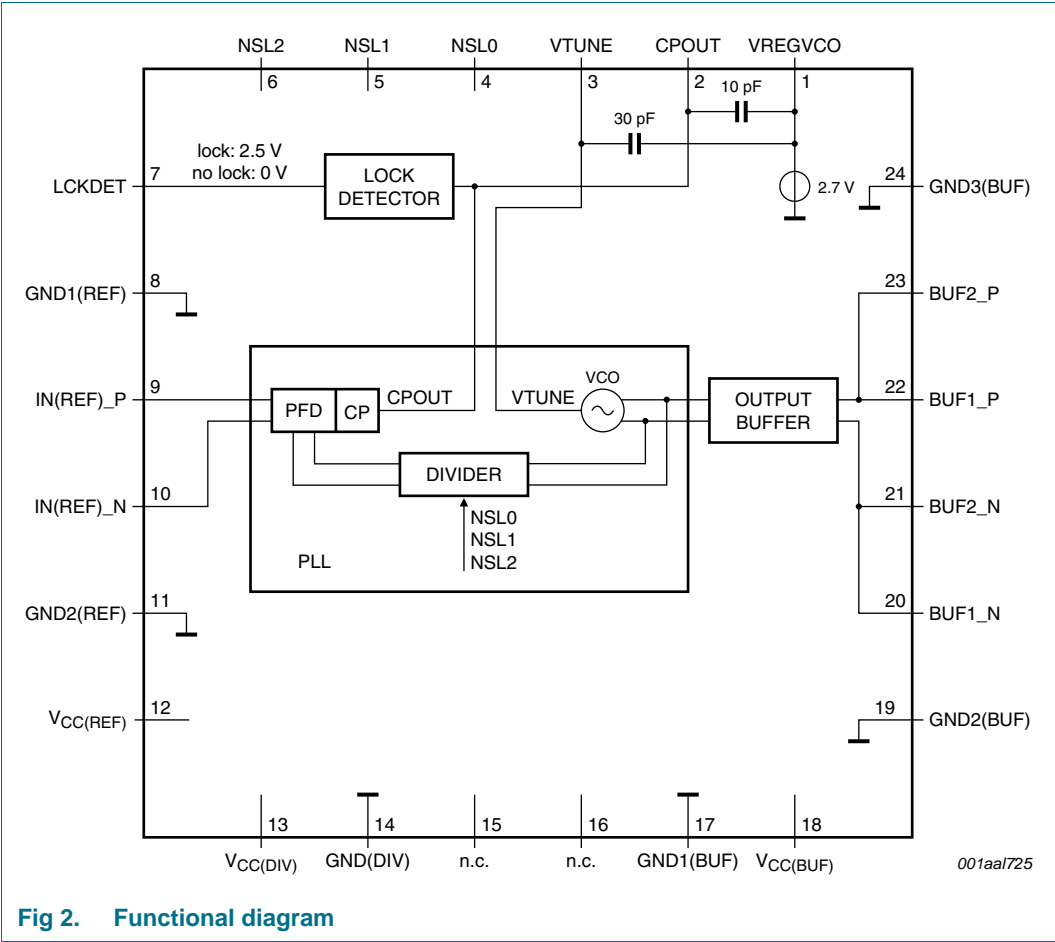 NSL2 NSL1 NSL0 VTUNE CPOUT VREGVCO
6 5 4 3 2 1
10 pF
30 pF
lock: 2.5 V
no lock: 0 V
7
LCKDET
LOCK
DETECTOR
2.7 V
24
GND3(BUF)
8
GND1(REF)
23
BUF2_P
9
IN(REF)_P
PFD CP
CPOUT
VTUNE
VCO
OUTPUT
BUFFER
22
BUF1_P
DIVIDER
10
IN(REF)_N
NSL0
NSL1
NSL2
PLL
21
BUF2_N
11
GND2(REF)
20
BUF1_N
12
VCC(REF)
19
GND2(BUF)
13 14 15 16 17 18
VCC(DIV) GND(DIV) n.c. n.c. GND1(BUF) VCC(BUF)
001aal725
Fig 2. Functional diagram